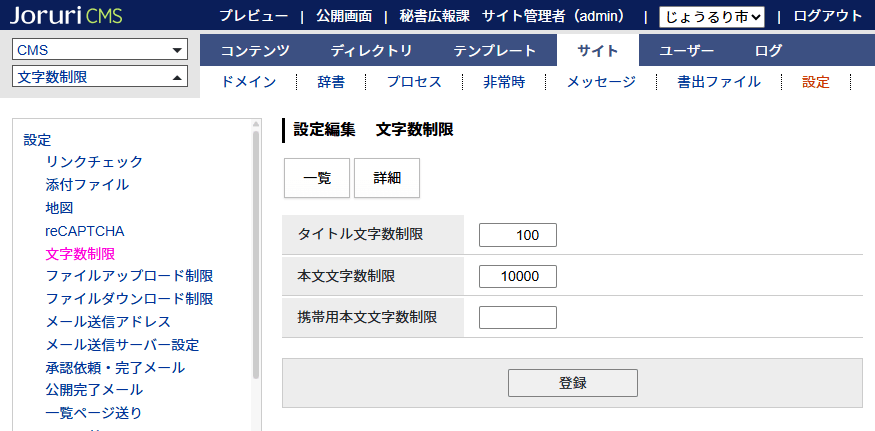 Joruri CMS プレビュー | 公開画面 | 秘書広報課 サイト管理者（admin） | じょうるり市 | ログアウト
CMS
文字数制限
コンテンツ ディレクトリ テンプレート サイト ユーザー ログ
ドメイン 辞書 プロセス 非常時 メッセージ 書出ファイル 設定
設定
リンクチェック
添付ファイル
地図
reCAPTCHA
文字数制限
ファイルアップロード制限
ファイルダウンロード制限
メール送信アドレス
メール送信サーバー設定
承認依頼・完了メール
公開完了メール
一覧ページ送り
設定編集 文字数制限
一覧 詳細
タイトル文字数制限 100
本文文字数制限 10000
携帯用本文文字数制限
登録